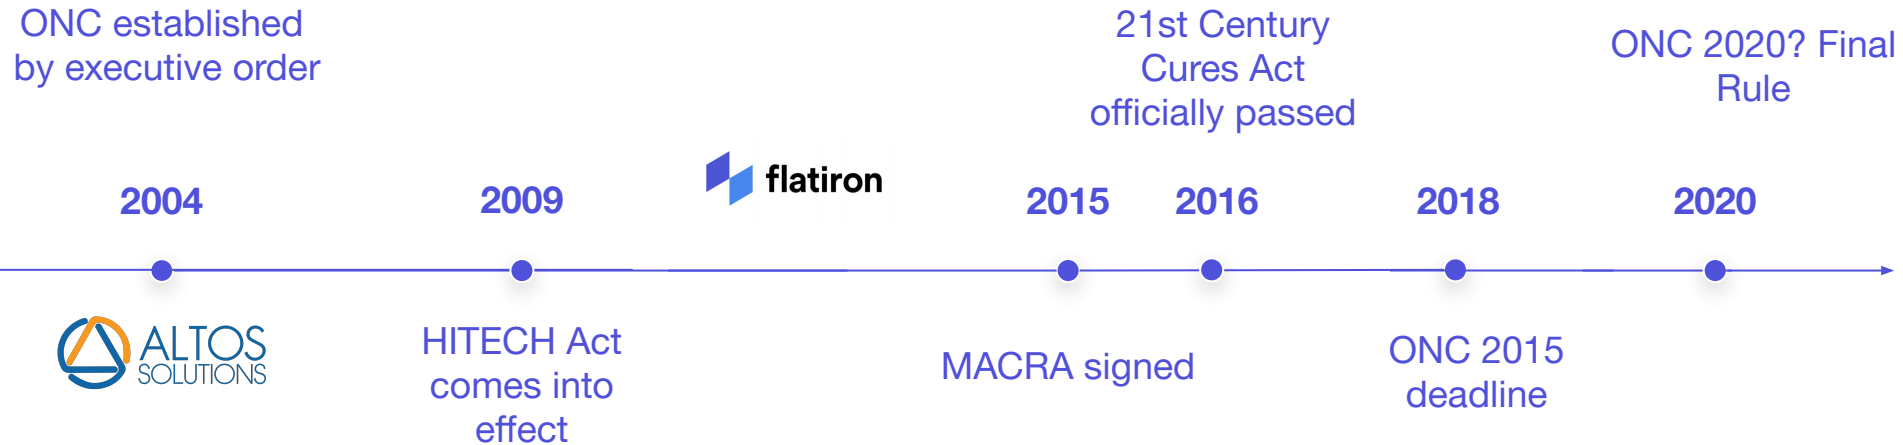 ONC established
by executive order
21st Century
Cures Act
officially passed
ONC 2020? Final
Rule
flatiron
2004
2009
2015
2016
2018
2020
ALTOS
SOLUTIONS
HITECH Act
comes into
effect
MACRA signed
ONC 2015
deadline